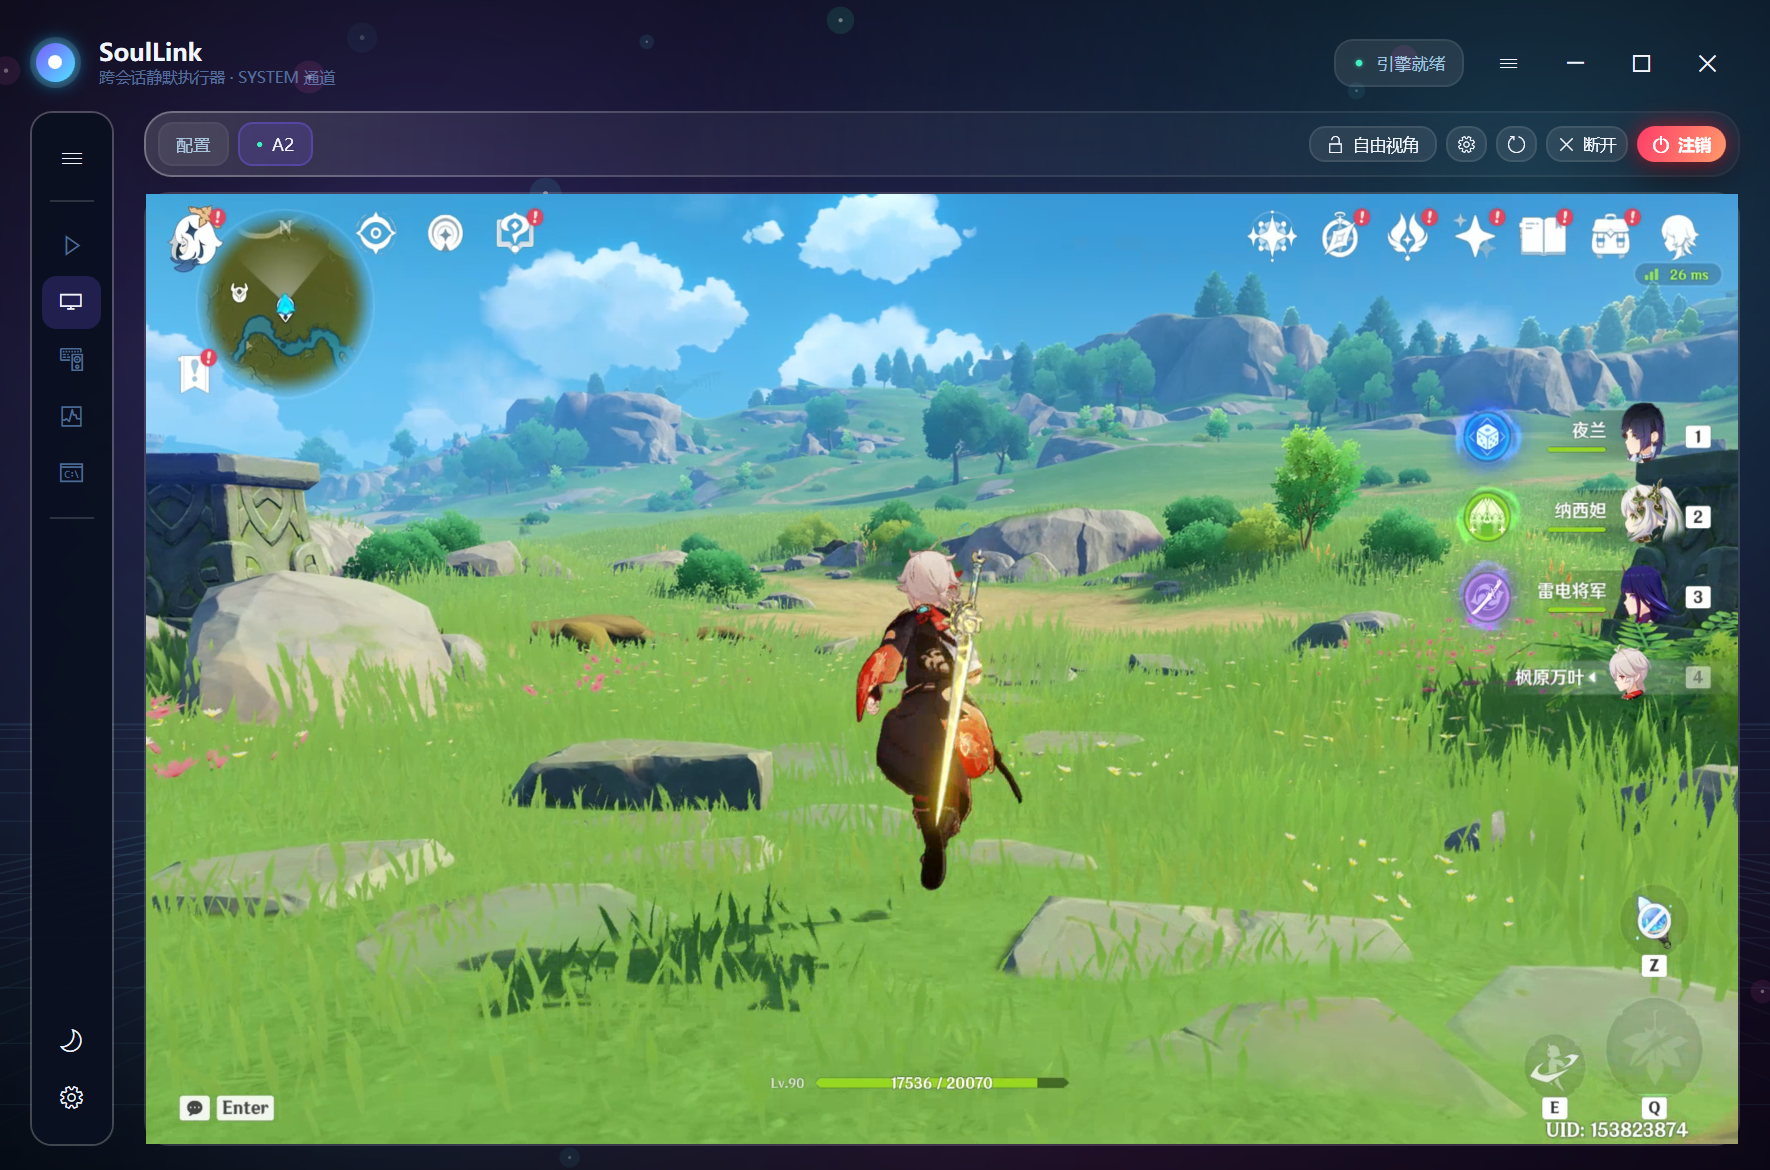 SoulLink
跨会话静默执行器 · SYSTEM 通道
引擎就绪
配置
A2
自由视角
断开
注销
N
26 ms
夜兰
1
纳西妲
2
雷电将军
3
枫原万叶
4
C:\
Z
Lv.90
17536 / 20070
Enter
E
Q
UID: 153823874